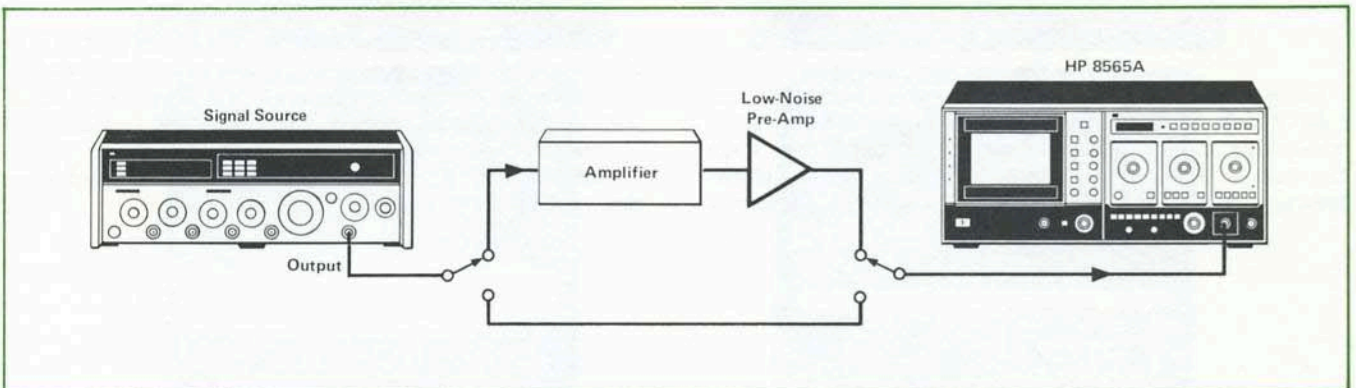 HP 8565A
Signal Source
Low-Noise
Pre-Amp
Amplifier
Output